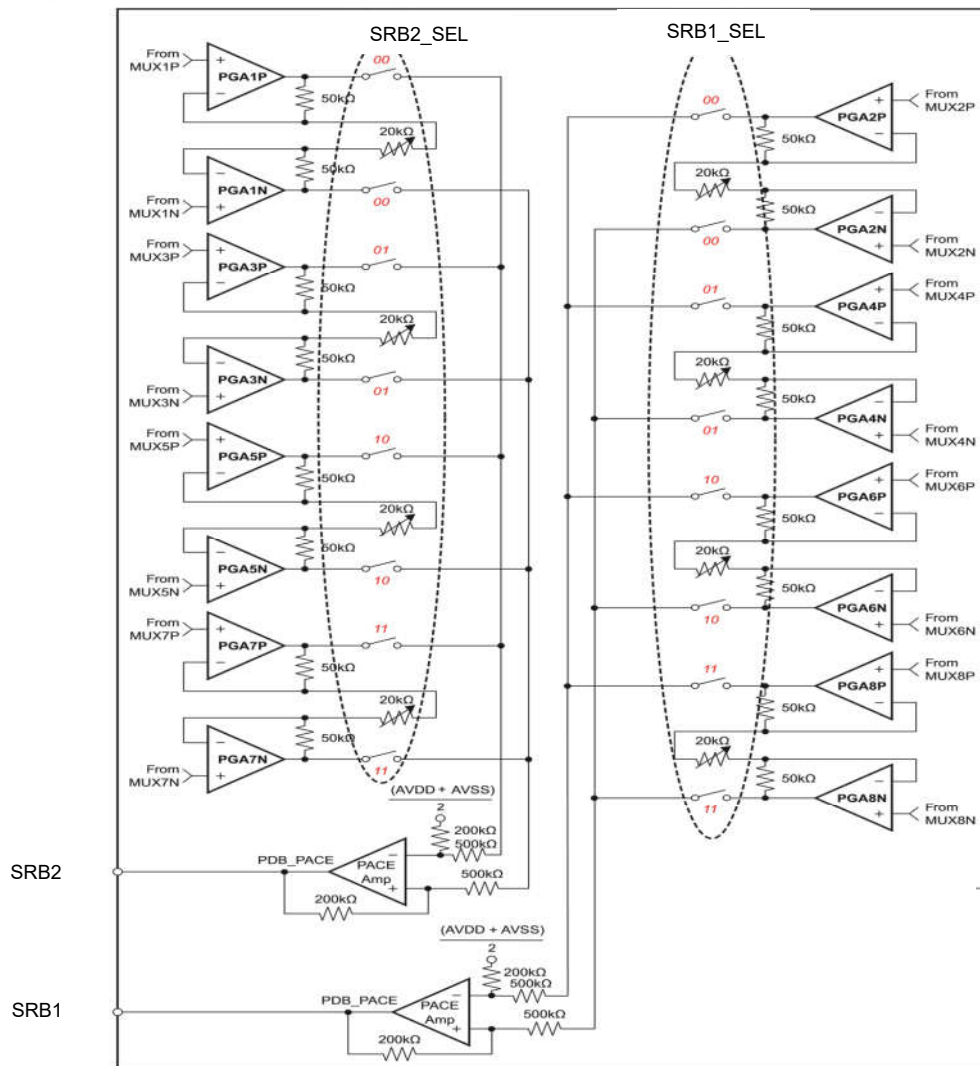 SRB2_SEL
SRB1_SEL
From
MUX1P
+
−
PGA1P
50kΩ
00
20kΩ
From
MUX1N
−
+
PGA1N
50kΩ
00
From
MUX3P
+
−
PGA3P
50kΩ
01
20kΩ
From
MUX3N
−
+
PGA3N
50kΩ
01
From
MUX5P
+
−
PGA5P
50kΩ
10
20kΩ
From
MUX5N
−
+
PGA5N
50kΩ
10
From
MUX7P
+
−
PGA7P
50kΩ
11
20kΩ
From
MUX7N
−
+
PGA7N
50kΩ
11
00
50kΩ
PGA2P
+
−
From
MUX2P
20kΩ
00
50kΩ
PGA2N
−
+
From
MUX2N
01
50kΩ
PGA4P
+
−
From
MUX4P
20kΩ
01
50kΩ
PGA4N
−
+
From
MUX4N
10
50kΩ
PGA6P
+
−
From
MUX6P
20kΩ
10
50kΩ
PGA6N
−
+
From
MUX6N
11
50kΩ
PGA8P
+
−
From
MUX8P
20kΩ
11
50kΩ
PGA8N
−
+
From
MUX8N
(AVDD + AVSS)
2
200kΩ
500kΩ
SRB2
PDB_PACE
PACE
Amp
−
+
500kΩ
200kΩ
(AVDD + AVSS)
2
200kΩ
500kΩ
SRB1
PDB_PACE
PACE
Amp
−
+
500kΩ
200kΩ